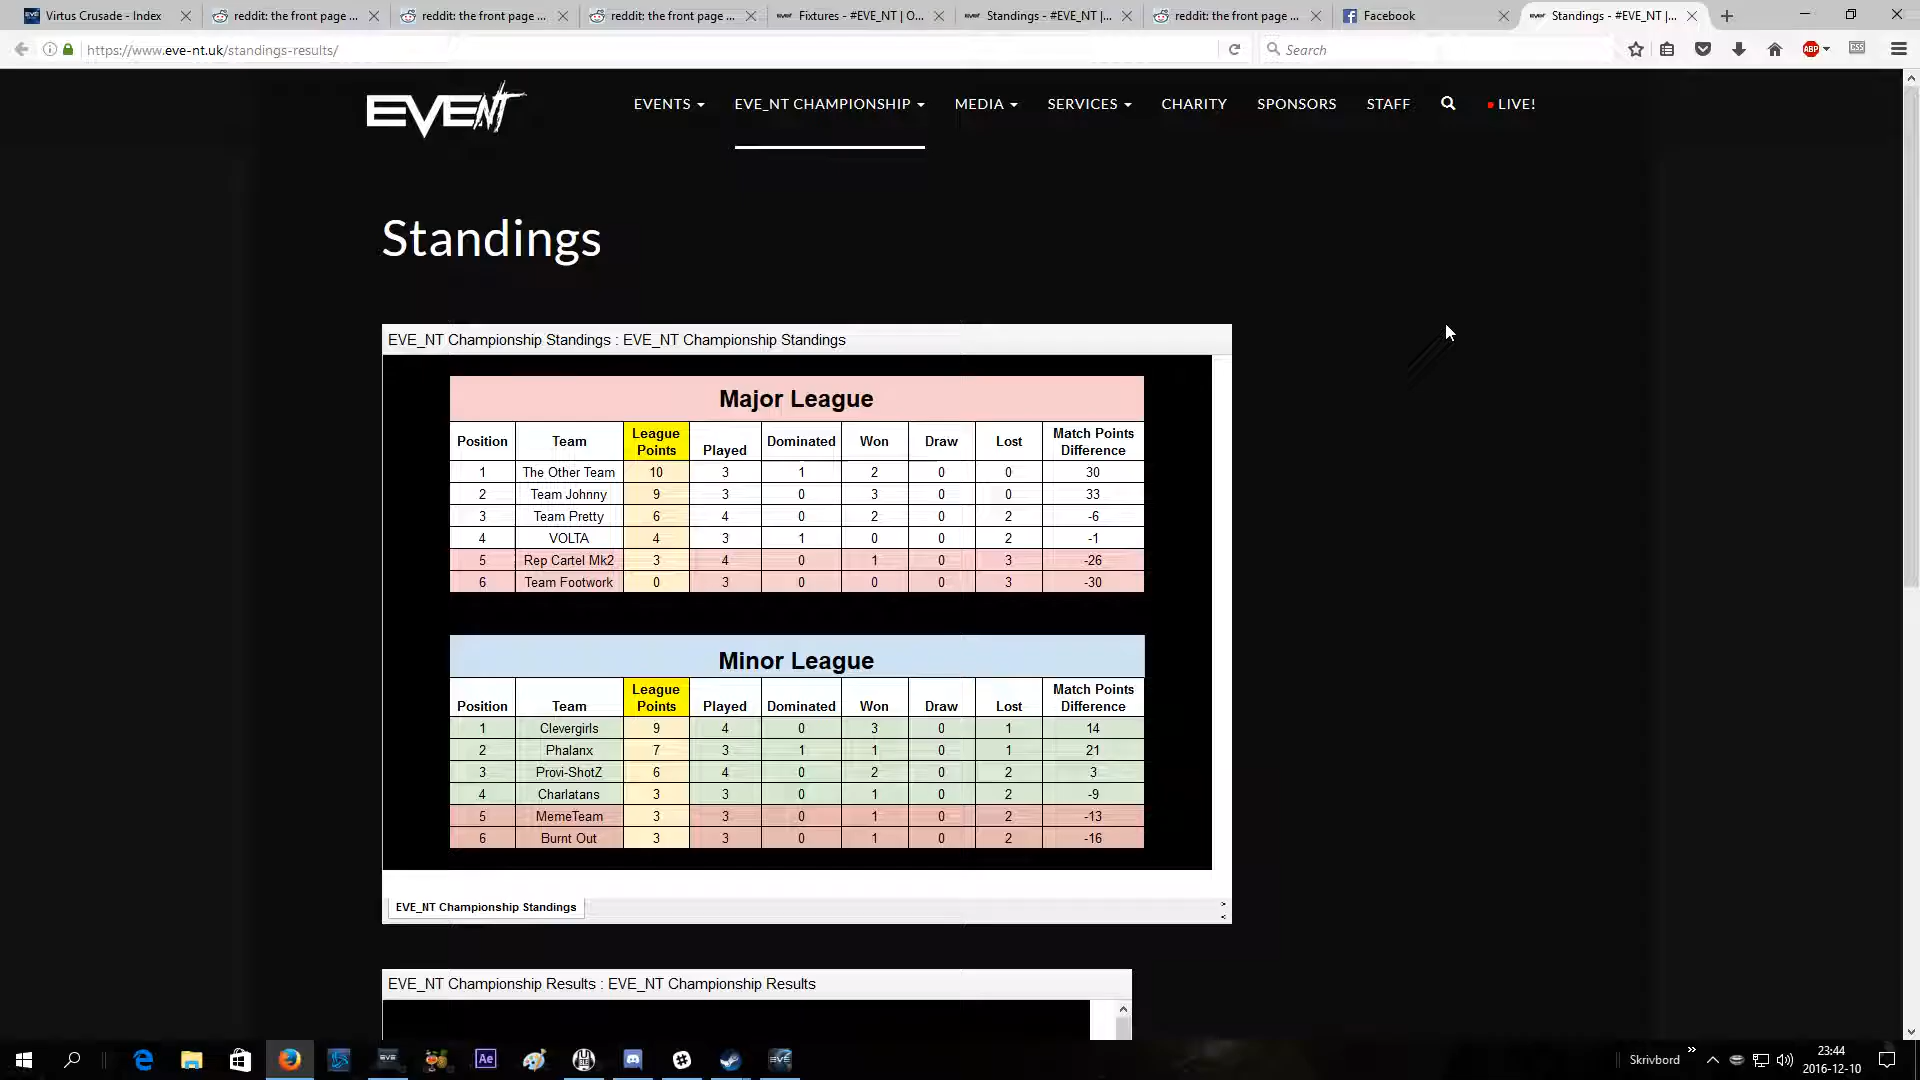 Virtus Crusade - Index
reddit: the front page ...
reddit: the front page ...
reddit: the front page ...
Fixtures - #EVE_NT | O...
Standings - #EVE_NT |...
reddit: the front page ...
Facebook
Standings - #EVE_NT |...
https://www.eve-nt.uk/standings-results/
Search
ABP
CSS
EVE NT
EVENTS
EVE_NT CHAMPIONSHIP
MEDIA
SERVICES
CHARITY
SPONSORS
STAFF
LIVE!
Standings
EVE_NT Championship Standings : EVE_NT Championship Standings
Major League
Position Team League Points Played Dominated Won Draw Lost Match Points Difference
1 The Other Team 10 3 1 2 0 0 30
2 Team Johnny 9 3 0 3 0 0 33
3 Team Pretty 6 4 0 2 0 2 -6
4 VOLTA 4 3 1 0 0 2 -1
5 Rep Cartel Mk2 3 4 0 1 0 3 -26
6 Team Footwork 0 3 0 0 0 3 -30
Minor League
Position Team League Points Played Dominated Won Draw Lost Match Points Difference
1 Clevergirls 9 4 0 3 0 1 14
2 Phalanx 7 3 1 1 0 1 21
3 Provi-ShotZ 6 4 0 2 0 2 3
4 Charlatans 3 3 0 1 0 2 -9
5 MemeTeam 3 3 0 1 0 2 -13
6 Burnt Out 3 3 0 1 0 2 -16
EVE_NT Championship Standings
EVE_NT Championship Results : EVE_NT Championship Results
Ae
EVE
Skrivbord
23:44
2016-12-10